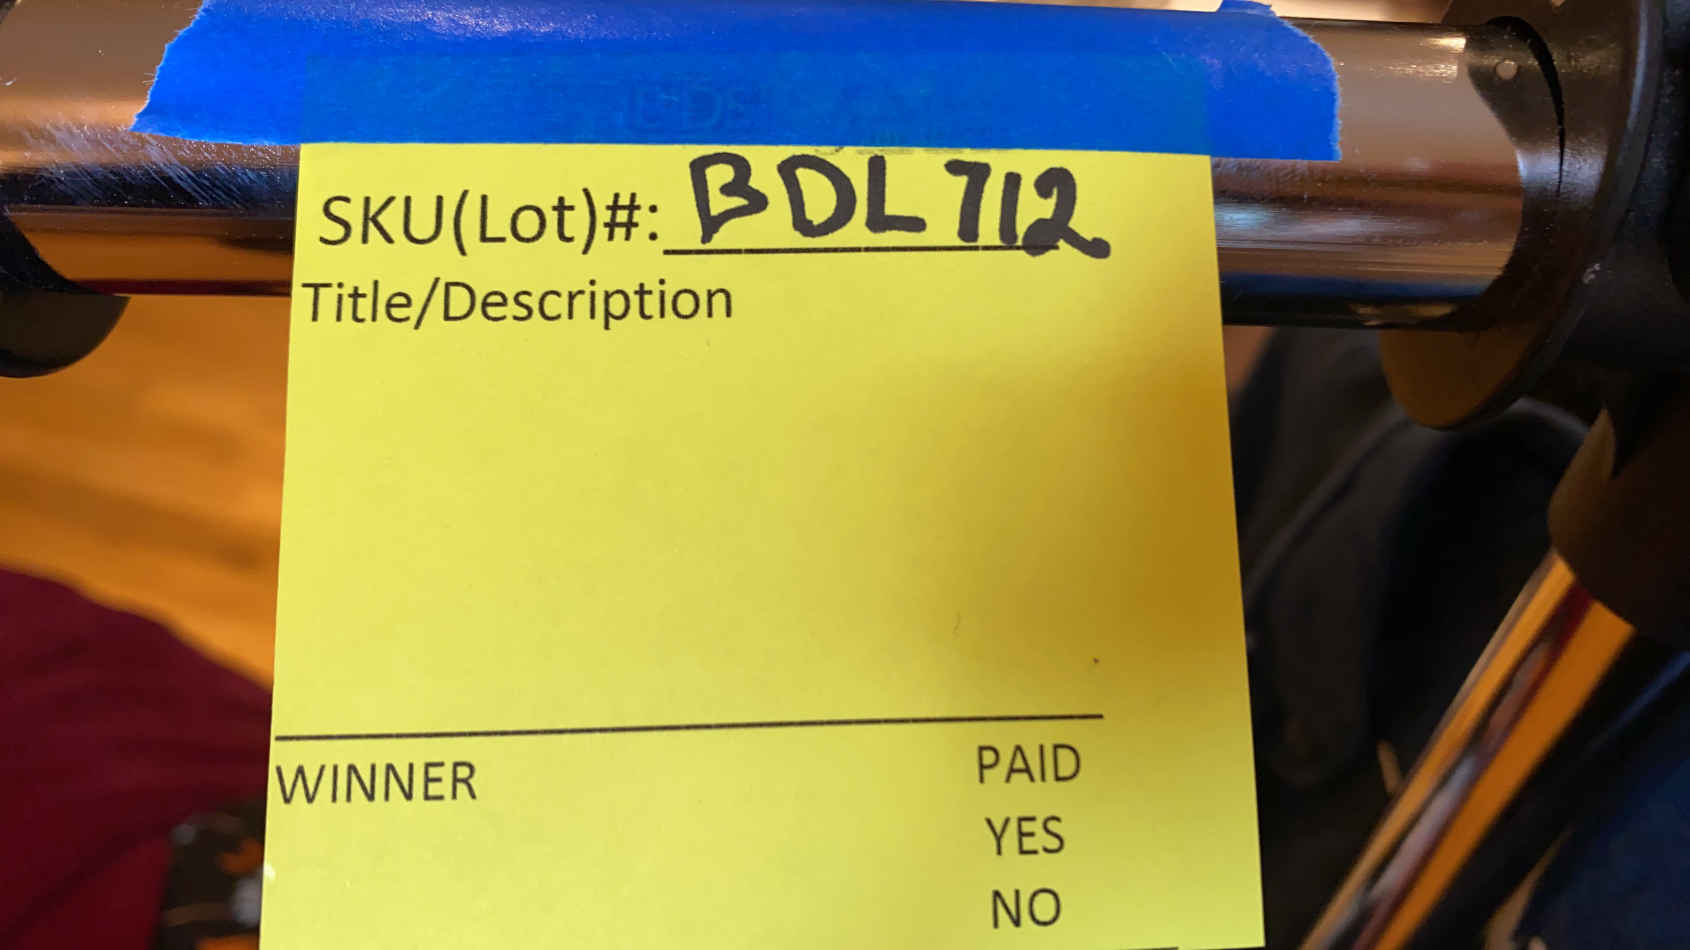 SKU(Lot)#: BDL712
Title/Description
WINNER
PAID
YES
NO